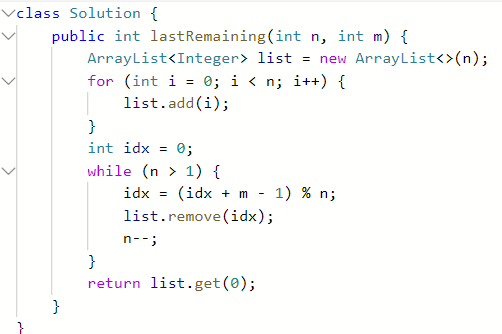 class Solution {
    public int lastRemaining(int n, int m) {
        ArrayList<Integer> list = new ArrayList<>(n);
        for (int i = 0; i < n; i++) {
            list.add(i);
        }
        int idx = 0;
        while (n > 1) {
            idx = (idx + m - 1) % n;
            list.remove(idx);
            n--;
        }
        return list.get(0);
    }
}